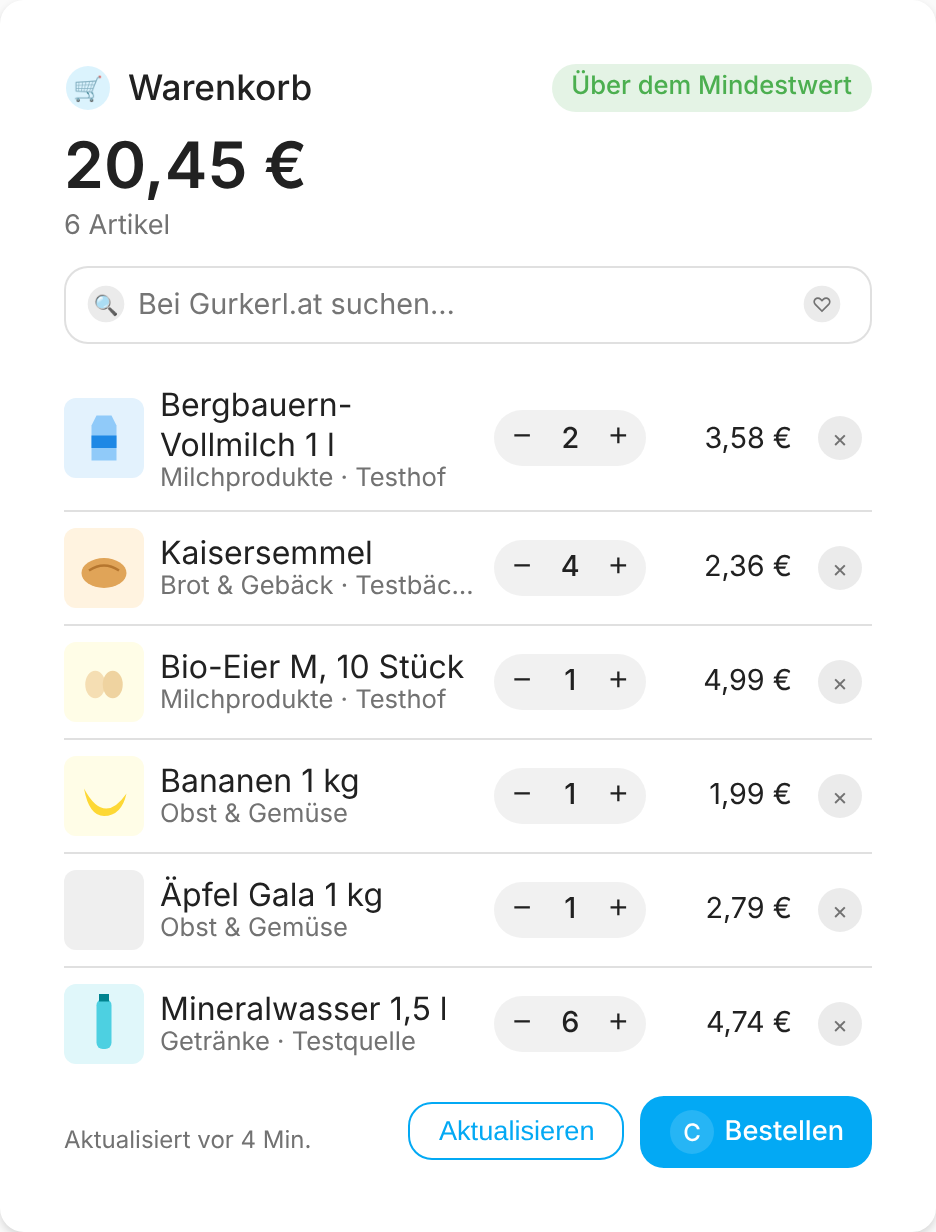 Warenkorb
Über dem Mindestwert
20,45 €
6 Artikel
Bei Gurkerl.at suchen...
Bergbauern-
Vollmilch 1 l
Milchprodukte · Testhof
− 2 + 3,58 € ×
Kaisersemmel
Brot & Gebäck · Testbäc...
− 4 + 2,36 € ×
Bio-Eier M, 10 Stück
Milchprodukte · Testhof
− 1 + 4,99 € ×
Bananen 1 kg
Obst & Gemüse
− 1 + 1,99 € ×
Äpfel Gala 1 kg
Obst & Gemüse
− 1 + 2,79 € ×
Mineralwasser 1,5 l
Getränke · Testquelle
− 6 + 4,74 € ×
Aktualisiert vor 4 Min.
Aktualisieren
C Bestellen